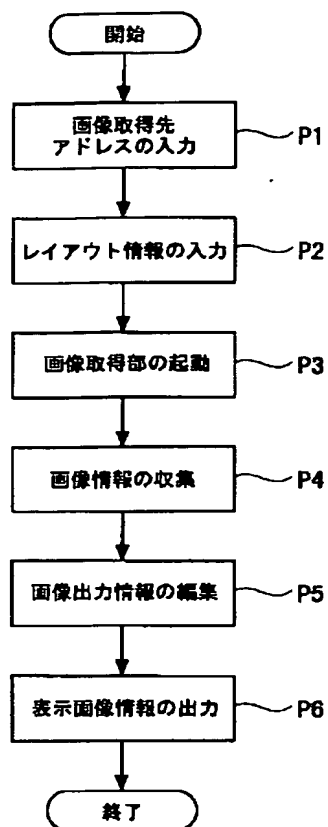 開始
画像取得先
アドレスの入力
P1
レイアウト情報の入力
P2
画像取得部の起動
P3
画像情報の収集
P4
画像出力情報の編集
P5
表示画像情報の出力
P6
終了